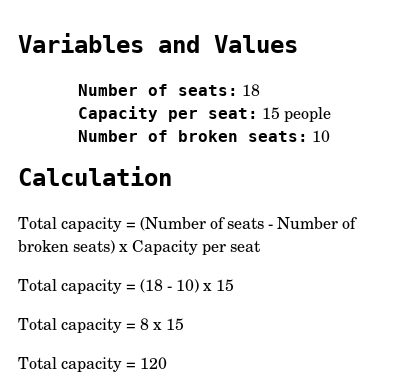 Variables and Values
Number of seats: 18
Capacity per seat: 15 people
Number of broken seats: 10
Calculation
Total capacity = (Number of seats - Number of
broken seats) x Capacity per seat
Total capacity = (18 - 10) x 15
Total capacity = 8 x 15
Total capacity = 120